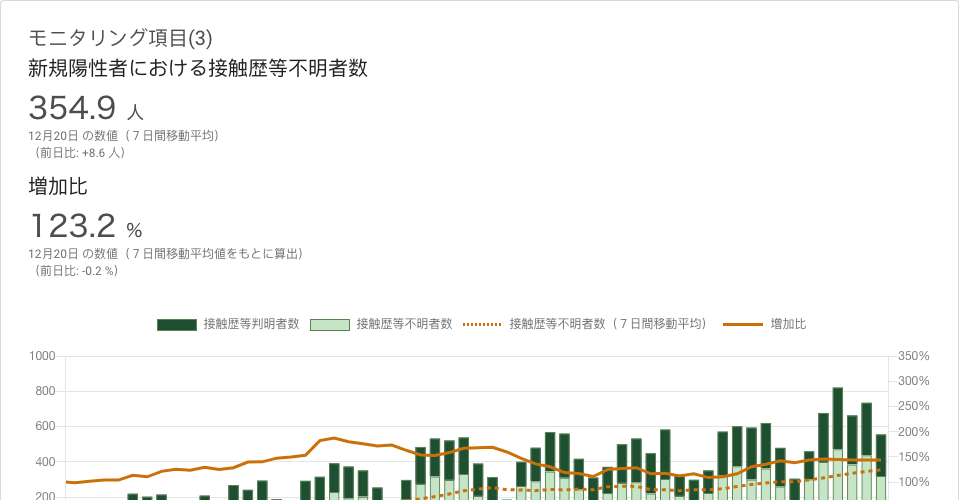 モニタリング項目(3)
新規陽性者における接触歴等不明者数
354.9 人
12月20日 の数値（７日間移動平均）
（前日比: +8.6 人）
増加比
123.2 %
12月20日 の数値（７日間移動平均値をもとに算出）
（前日比: -0.2 %）
接触歴等判明者数 接触歴等不明者数 接触歴等不明者数（７日間移動平均） 増加比
1000 350%
300%
800
250%
600 200%
400 150%
200 100%